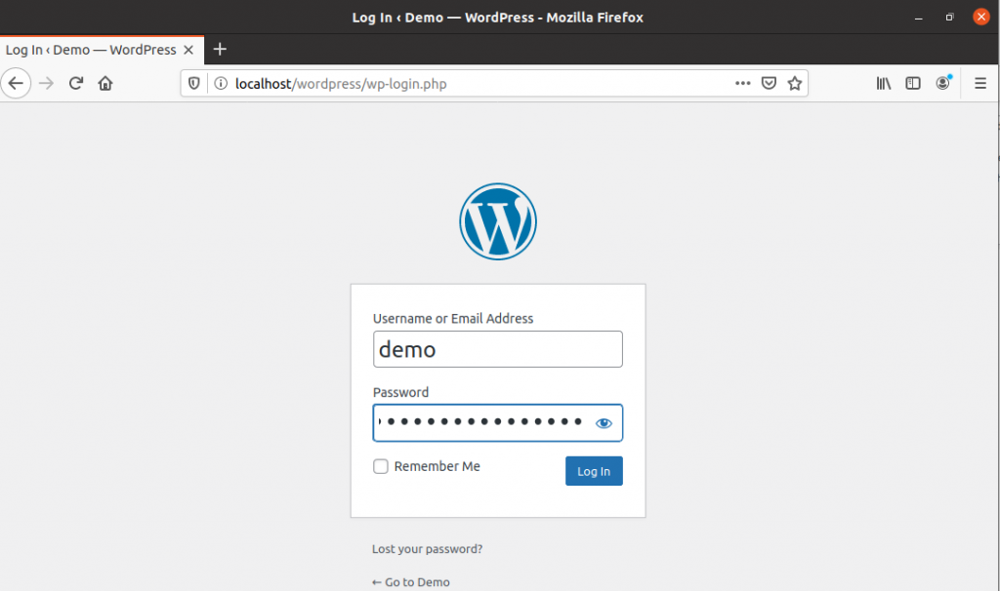 Log In ‹ Demo — WordPress - Mozilla Firefox
Log In ‹ Demo — WordPress
localhost/wordpress/wp-login.php
Username or Email Address
demo
Password
Remember Me
Log In
Lost your password?
← Go to Demo